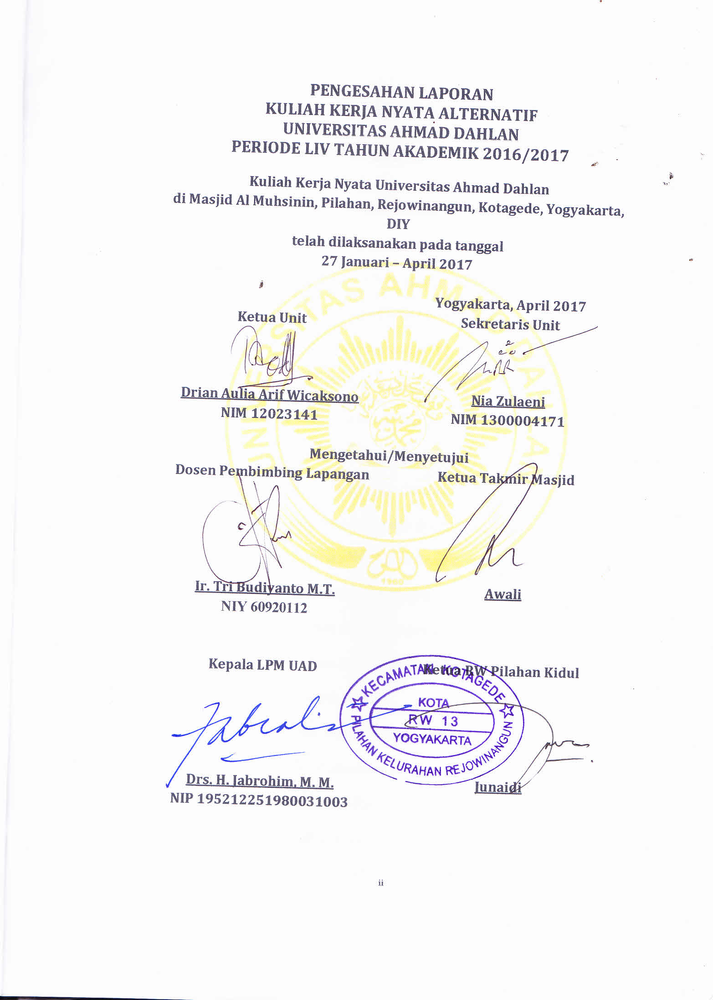 PENGESAHAN LAPORAN
KULIAH KERJA NYATA ALTERNATIF
UNIVERSITAS AHMAD DAHLAN
PERIODE LIV TAHUN AKADEMIK 2016/2017
Kuliah Kerja Nyata Universitas Ahmad Dahlan
di Masjid Al Muhsinin, Pilahan, Rejowinangun, Kotagede, Yogyakarta,
DIY
telah dilaksanakan pada tanggal
27 Januari – April 2017
UNIVERSITAS AHMAD DAHLAN
Yogyakarta, April 2017
Ketua Unit
Sekretaris Unit
Drian Aulia Arif Wicaksono
Nia Zulaeni
NIM 12023141
NIM 1300004171
Mengetahui/Menyetujui
Dosen Pembimbing Lapangan
Ketua Takmir Masjid
1960
Ir. Tri Budiyanto M.T.
Awali
NIY 60920112
Kepala LPM UAD
Ketua RW Pilahan Kidul
KECAMATAN KOTAGEDE
KOTA
RW 13
YOGYAKARTA
PILAHAN KELURAHAN REJOWINANGUN
Drs. H. Jabrohim, M. M.
Junaidi
NIP 195212251980031003
ii